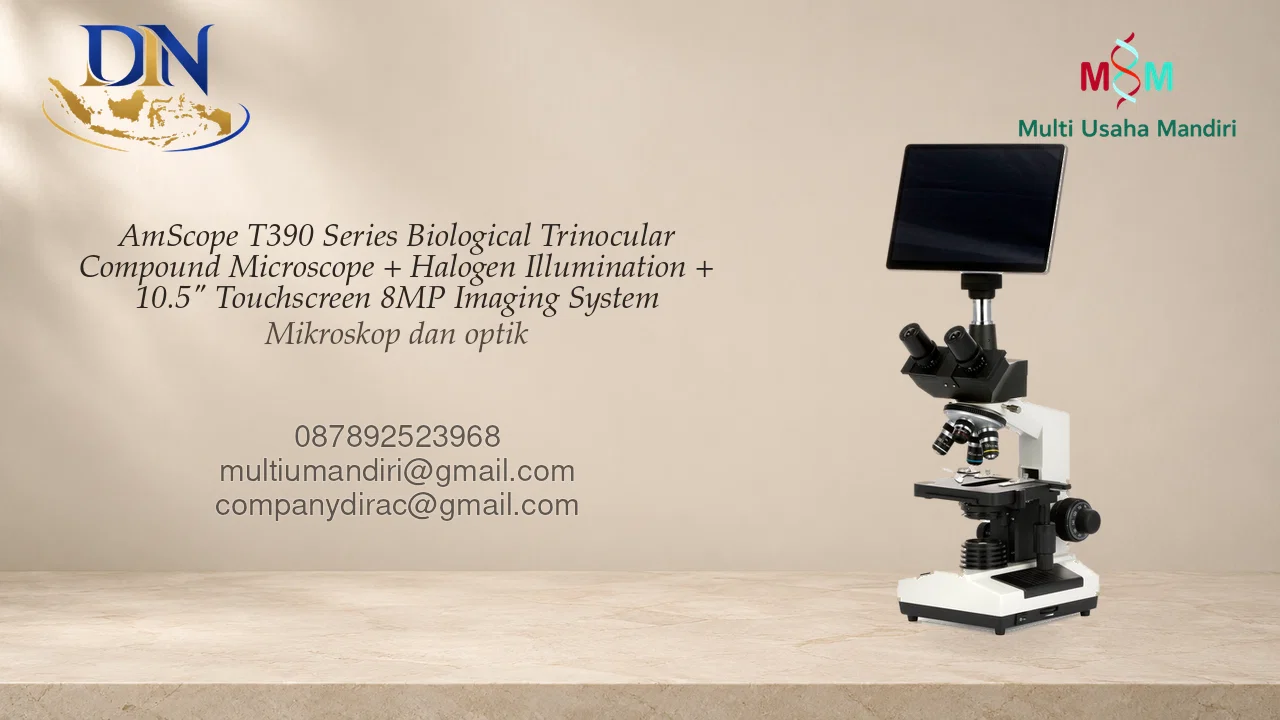 DN
M M
Multi Usaha Mandiri
AmScope T390 Series Biological Trinocular
Compound Microscope + Halogen Illumination +
10.5" Touchscreen 8MP Imaging System
Mikroskop dan optik
087892523968
multiumandiri@gmail.com
companydirac@gmail.com